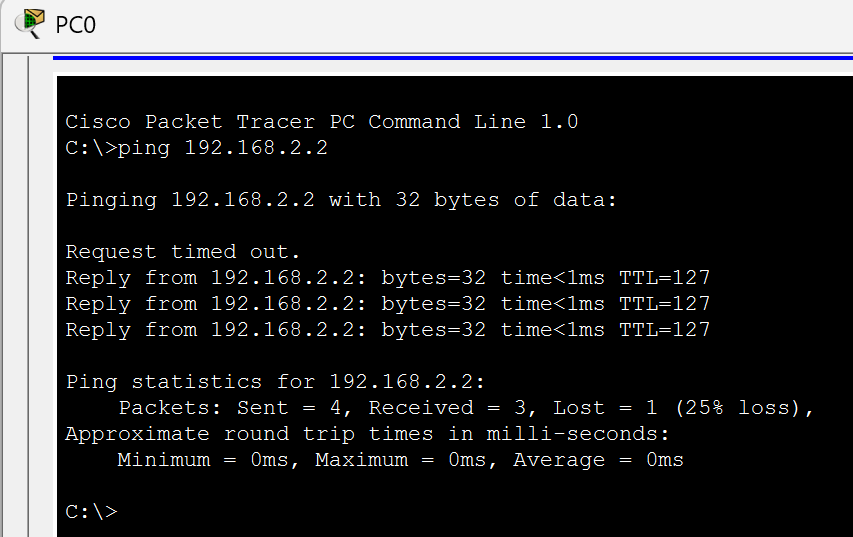 PC0
Cisco Packet Tracer PC Command Line 1.0
C:\>ping 192.168.2.2
Pinging 192.168.2.2 with 32 bytes of data:
Request timed out.
Reply from 192.168.2.2: bytes=32 time<1ms TTL=127
Reply from 192.168.2.2: bytes=32 time<1ms TTL=127
Reply from 192.168.2.2: bytes=32 time<1ms TTL=127
Ping statistics for 192.168.2.2:
    Packets: Sent = 4, Received = 3, Lost = 1 (25% loss),
Approximate round trip times in milli-seconds:
    Minimum = 0ms, Maximum = 0ms, Average = 0ms
C:\>